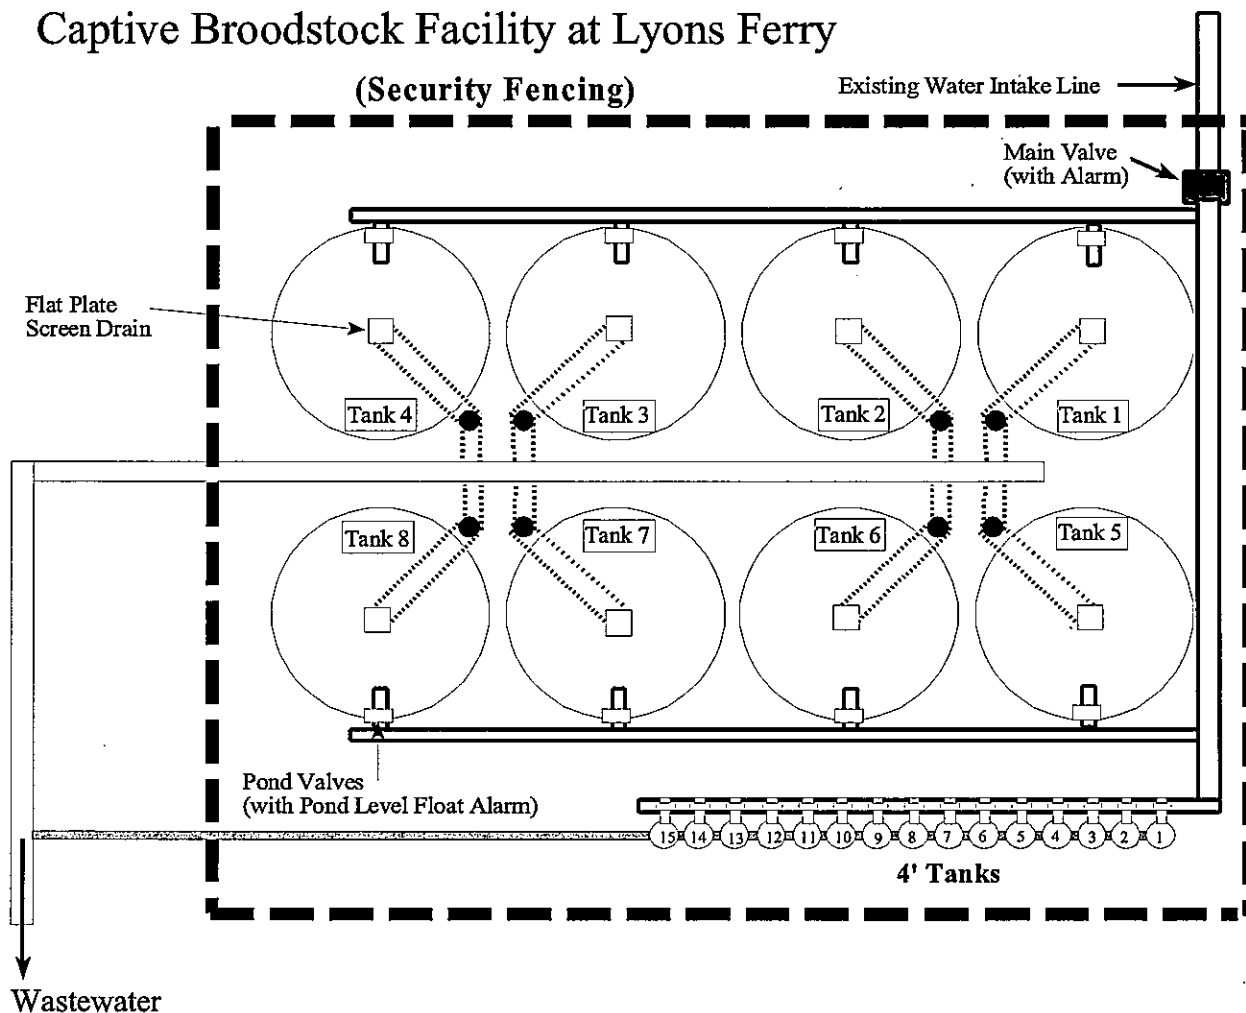 Captive Broodstock Facility at Lyons Ferry
(Security Fencing)
Existing Water Intake Line
Main Valve
(with Alarm)
Flat Plate
Screen Drain
Tank 4
Tank 3
Tank 2
Tank 1
Tank 8
Tank 7
Tank 6
Tank 5
Pond Valves
(with Pond Level Float Alarm)
15 14 13 12 11 10 9 8 7 6 5 4 3 2 1
4' Tanks
Wastewater